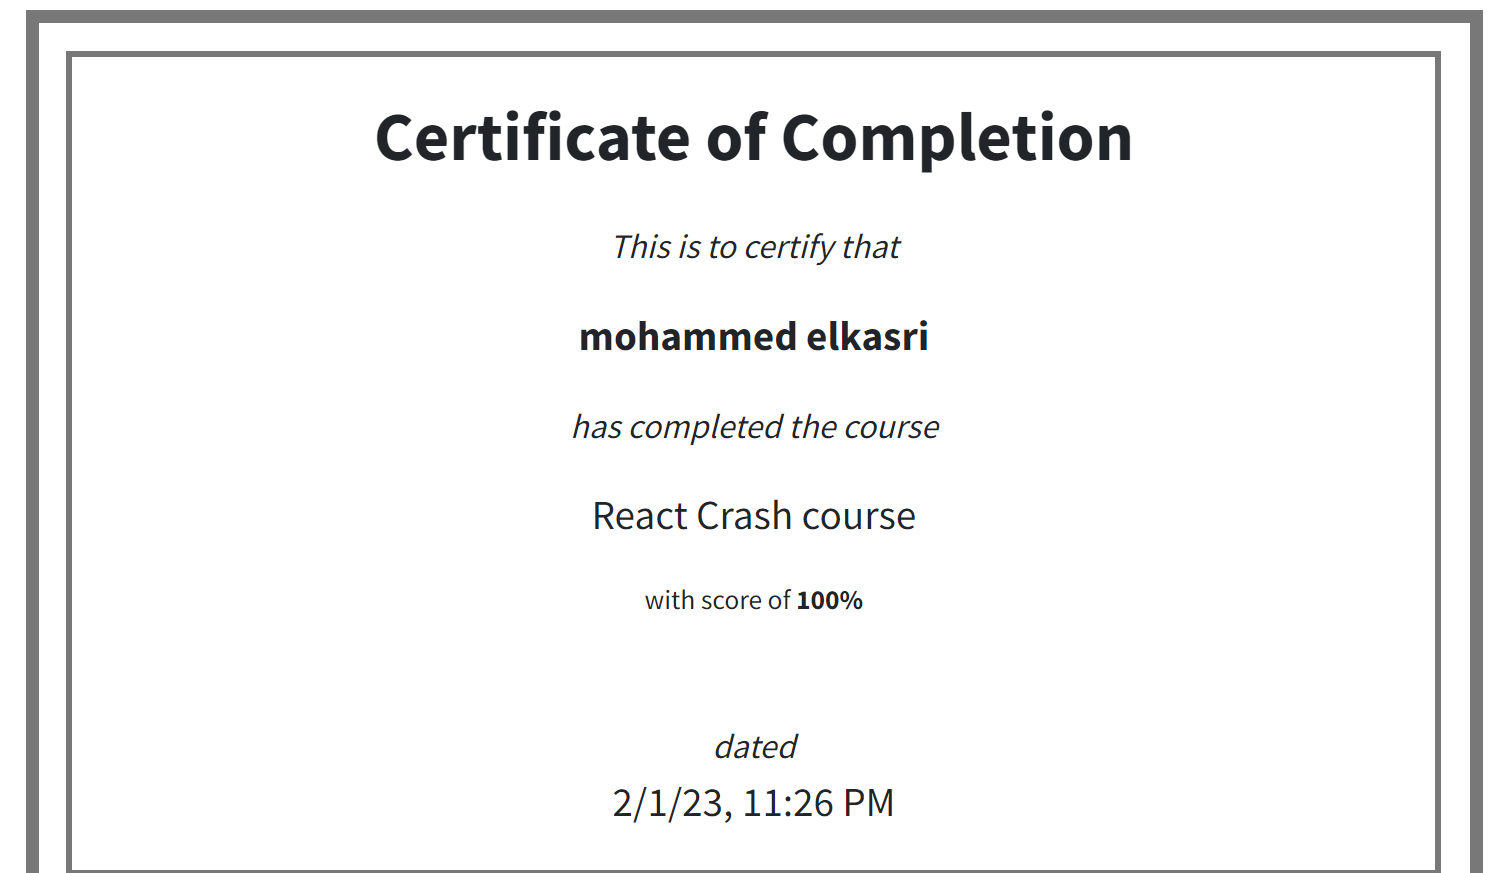 Certificate of Completion
This is to certify that
mohammed elkasri
has completed the course
React Crash course
with score of 100%
dated
2/1/23, 11:26 PM